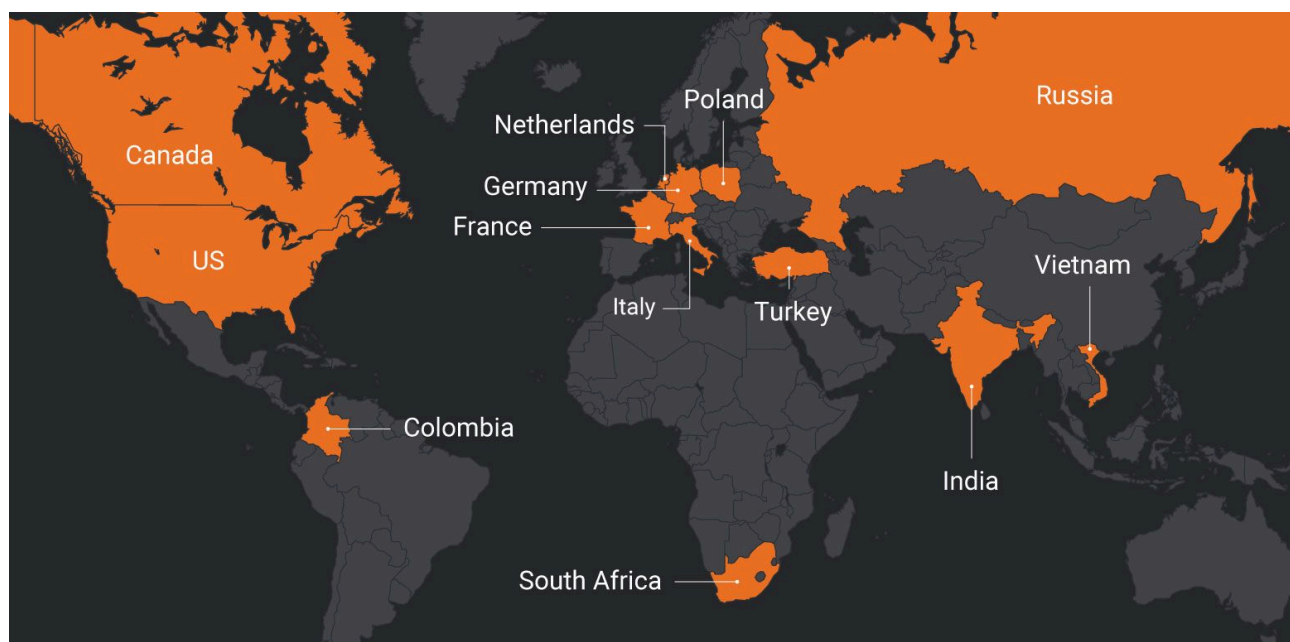 Poland
Russia
Netherlands
Canada
Germany
France
US
Vietnam
Italy
Turkey
Colombia
India
South Africa